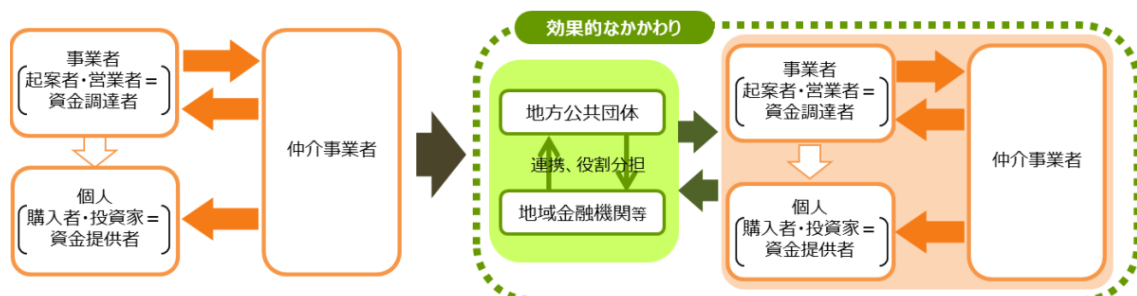 事業者
起案者・営業者＝
資金調達者
個人
購入者・投資家＝
資金提供者
仲介事業者
効果的なかかわり
地方公共団体
連携、役割分担
地域金融機関等
事業者
起案者・営業者＝
資金調達者
個人
購入者・投資家＝
資金提供者
仲介事業者